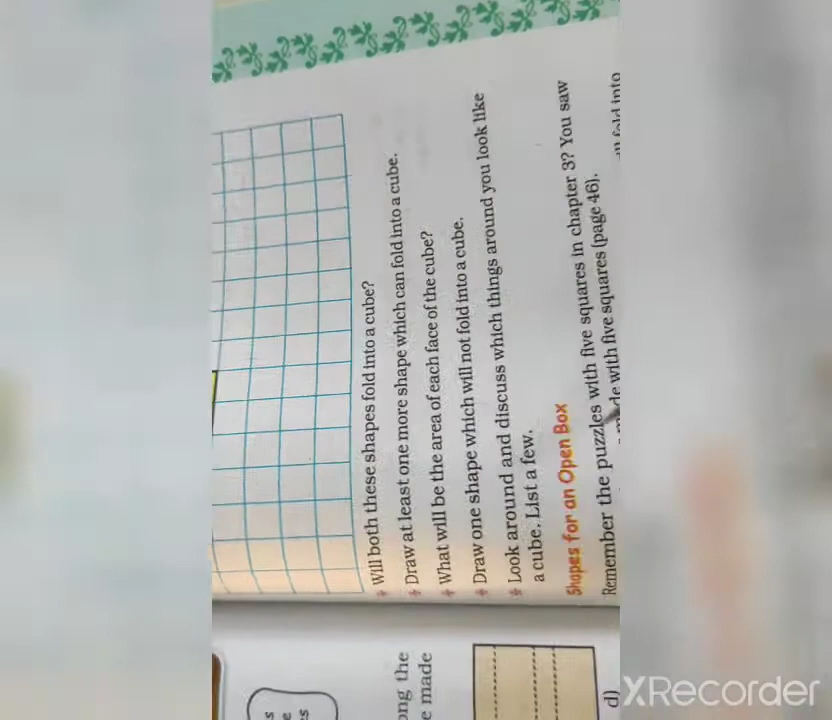 Will both these shapes fold into a cube?
Draw at least one more shape which can fold into a cube.
What will be the area of each face of the cube?
Draw one shape which will not fold into a cube.
Look around and discuss which things around you look like
a cube. List a few.
Shapes for an Open Box
Remember the puzzles with five squares in chapter 3? You saw
with five squares (page 46).
fold into
the
e made
d)
XRecorder